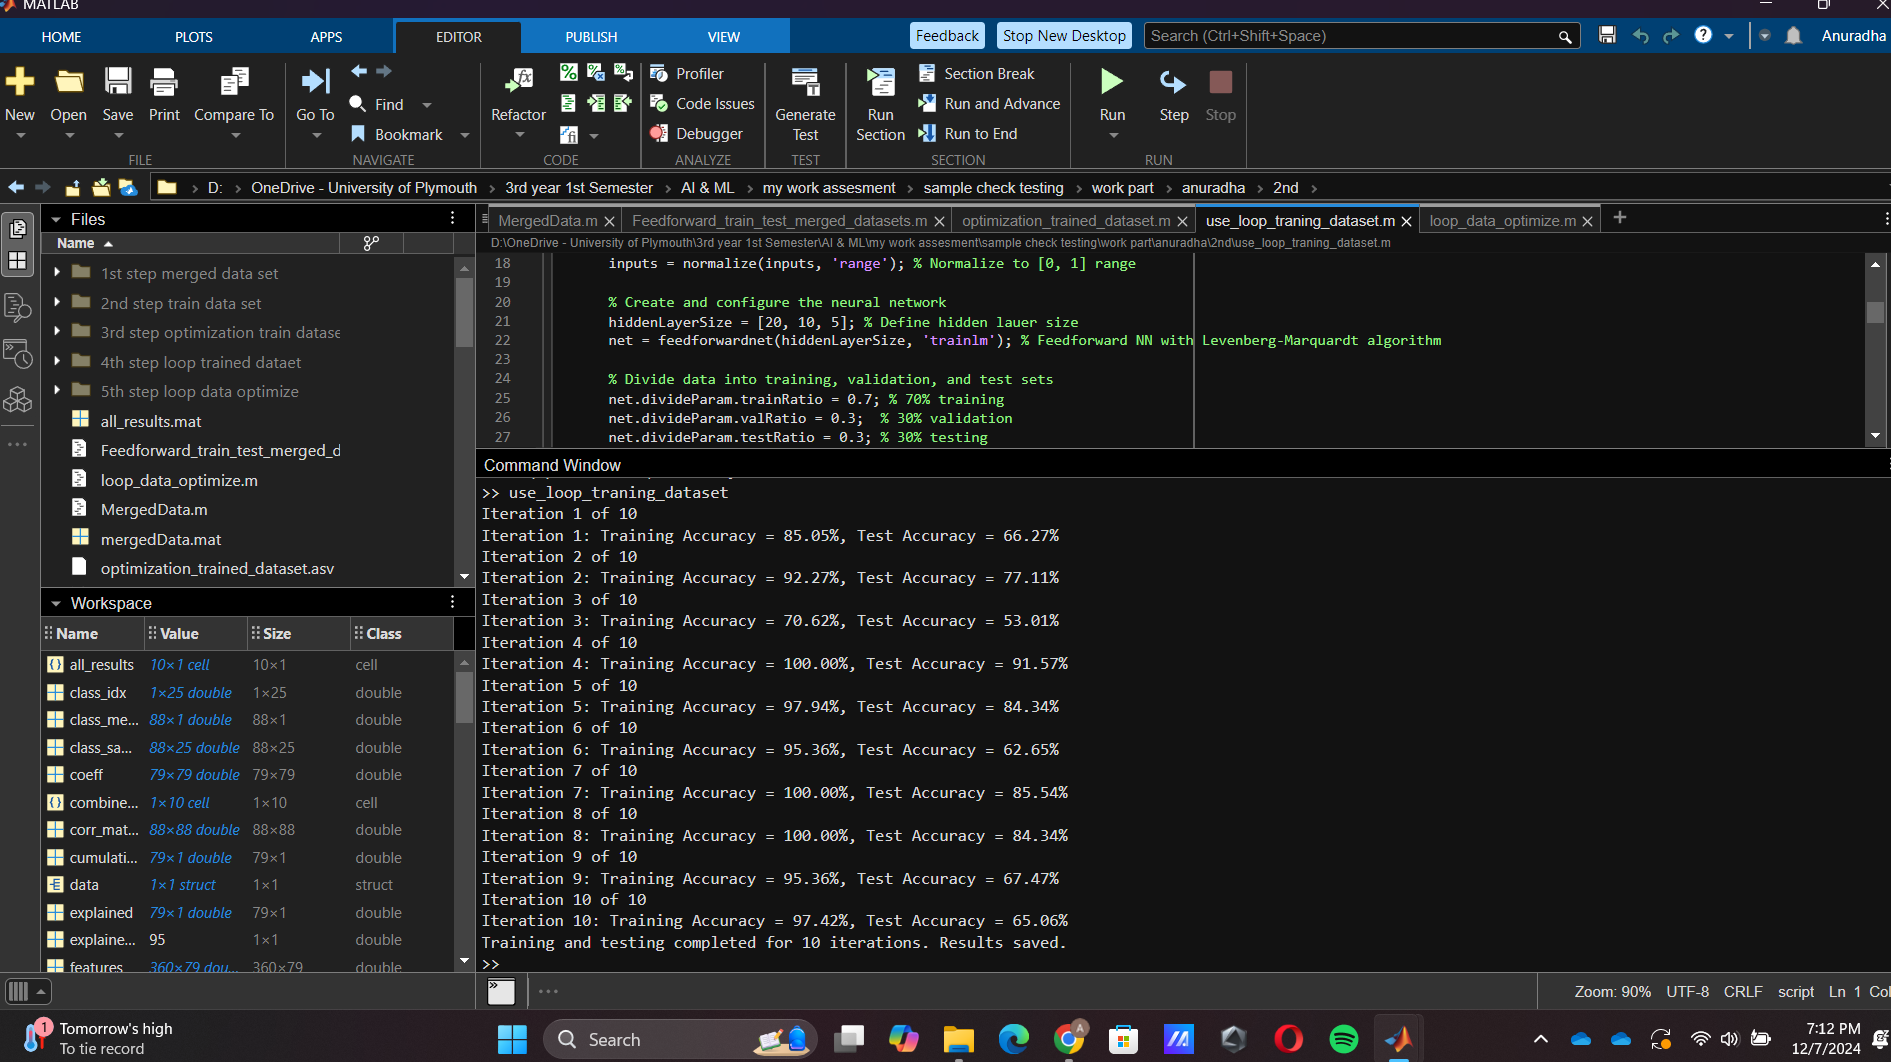 MATLAB
HOME PLOTS APPS EDITOR PUBLISH VIEW Feedback Stop New Desktop Search (Ctrl+Shift+Space) Anuradha
New Open Save Print Compare To Go To Find Bookmark Refactor Profiler Code Issues Debugger Generate Test Run Section Section Break Run and Advance Run to End Run Step Stop
FILE NAVIGATE CODE ANALYZE TEST SECTION RUN
D: › OneDrive - University of Plymouth › 3rd year 1st Semester › AI & ML › my work assesment › sample check testing › work part › anuradha › 2nd ›
Files
Name
1st step merged data set
2nd step train data set
3rd step optimization train datase
4th step loop trained dataet
5th step loop data optimize
all_results.mat
Feedforward_train_test_merged_d
loop_data_optimize.m
MergedData.m
mergedData.mat
optimization_trained_dataset.asv
Workspace
Name Value Size Class
all_results 10×1 cell 10×1 cell
class_idx 1×25 double 1×25 double
class_me... 88×1 double 88×1 double
class_sa... 88×25 double 88×25 double
coeff 79×79 double 79×79 double
combine... 1×10 cell 1×10 cell
corr_mat... 88×88 double 88×88 double
cumulati... 79×1 double 79×1 double
data 1×1 struct 1×1 struct
explained 79×1 double 79×1 double
explaine... 95 1×1 double
features 360×79 dou... 360×79 double
MergedData.m Feedforward_train_test_merged_datasets.m optimization_trained_dataset.m use_loop_traning_dataset.m loop_data_optimize.m
D:\OneDrive - University of Plymouth\3rd year 1st Semester\AI & ML\my work assesment\sample check testing\work part\anuradha\2nd\use_loop_traning_dataset.m
18 inputs = normalize(inputs, 'range'); % Normalize to [0, 1] range
19
20 % Create and configure the neural network
21 hiddenLayerSize = [20, 10, 5]; % Define hidden lauer size
22 net = feedforwardnet(hiddenLayerSize, 'trainlm'); % Feedforward NN with Levenberg-Marquardt algorithm
23
24 % Divide data into training, validation, and test sets
25 net.divideParam.trainRatio = 0.7; % 70% training
26 net.divideParam.valRatio = 0.3; % 30% validation
27 net.divideParam.testRatio = 0.3; % 30% testing
Command Window
>> use_loop_traning_dataset
Iteration 1 of 10
Iteration 1: Training Accuracy = 85.05%, Test Accuracy = 66.27%
Iteration 2 of 10
Iteration 2: Training Accuracy = 92.27%, Test Accuracy = 77.11%
Iteration 3 of 10
Iteration 3: Training Accuracy = 70.62%, Test Accuracy = 53.01%
Iteration 4 of 10
Iteration 4: Training Accuracy = 100.00%, Test Accuracy = 91.57%
Iteration 5 of 10
Iteration 5: Training Accuracy = 97.94%, Test Accuracy = 84.34%
Iteration 6 of 10
Iteration 6: Training Accuracy = 95.36%, Test Accuracy = 62.65%
Iteration 7 of 10
Iteration 7: Training Accuracy = 100.00%, Test Accuracy = 85.54%
Iteration 8 of 10
Iteration 8: Training Accuracy = 100.00%, Test Accuracy = 84.34%
Iteration 9 of 10
Iteration 9: Training Accuracy = 95.36%, Test Accuracy = 67.47%
Iteration 10 of 10
Iteration 10: Training Accuracy = 97.42%, Test Accuracy = 65.06%
Training and testing completed for 10 iterations. Results saved.
>>
Zoom: 90% UTF-8 CRLF script Ln 1 Col
1 Tomorrow's high
To tie record
Search
A
7:12 PM
12/7/2024